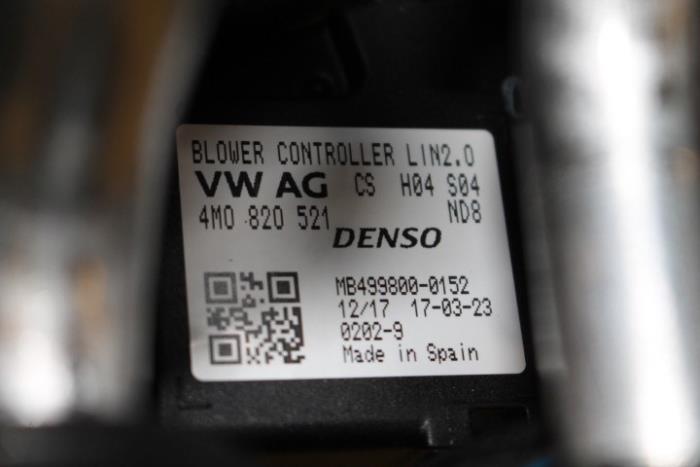 BLOWER CONTROLLER LIN2.0
VW AG CS H04 S04
4M0 820 521 ND8
DENSO
MB499800-0152
12/17 17-03-23
0202-9
Made in Spain